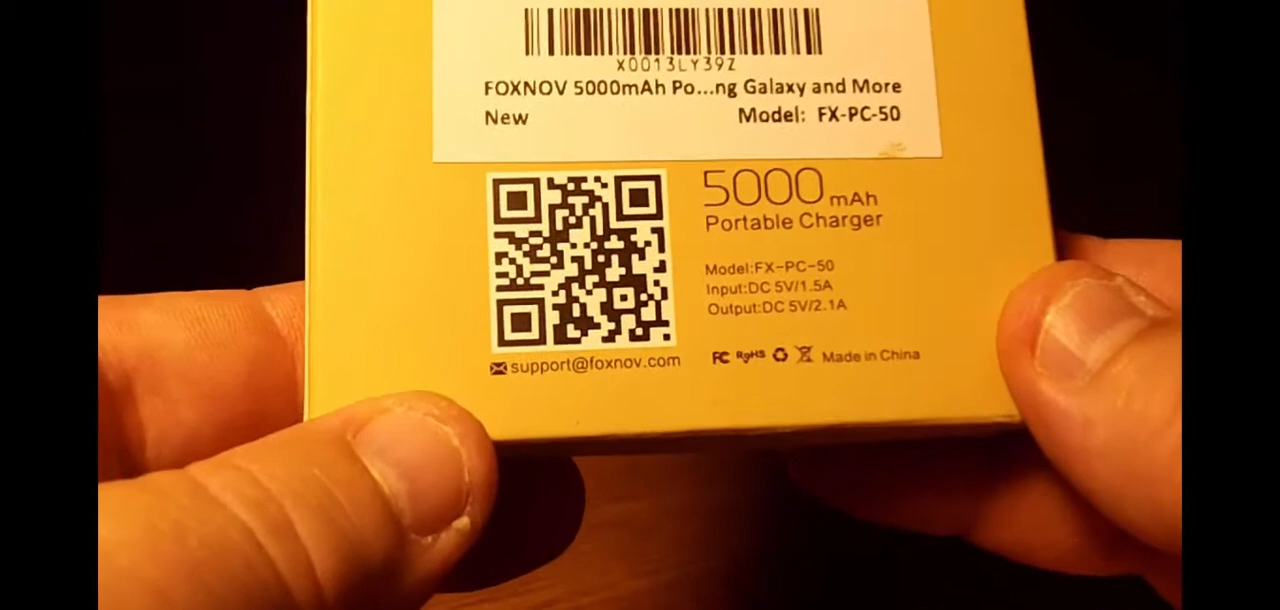 X0013LY39Z
FOXNOV 5000mAh Po...ng Galaxy and More
New Model: FX-PC-50
5000 mAh
Portable Charger
Model:FX-PC-50
Input:DC 5V/1.5A
Output:DC 5V/2.1A
support@foxnov.com
FC RoHS Made in China